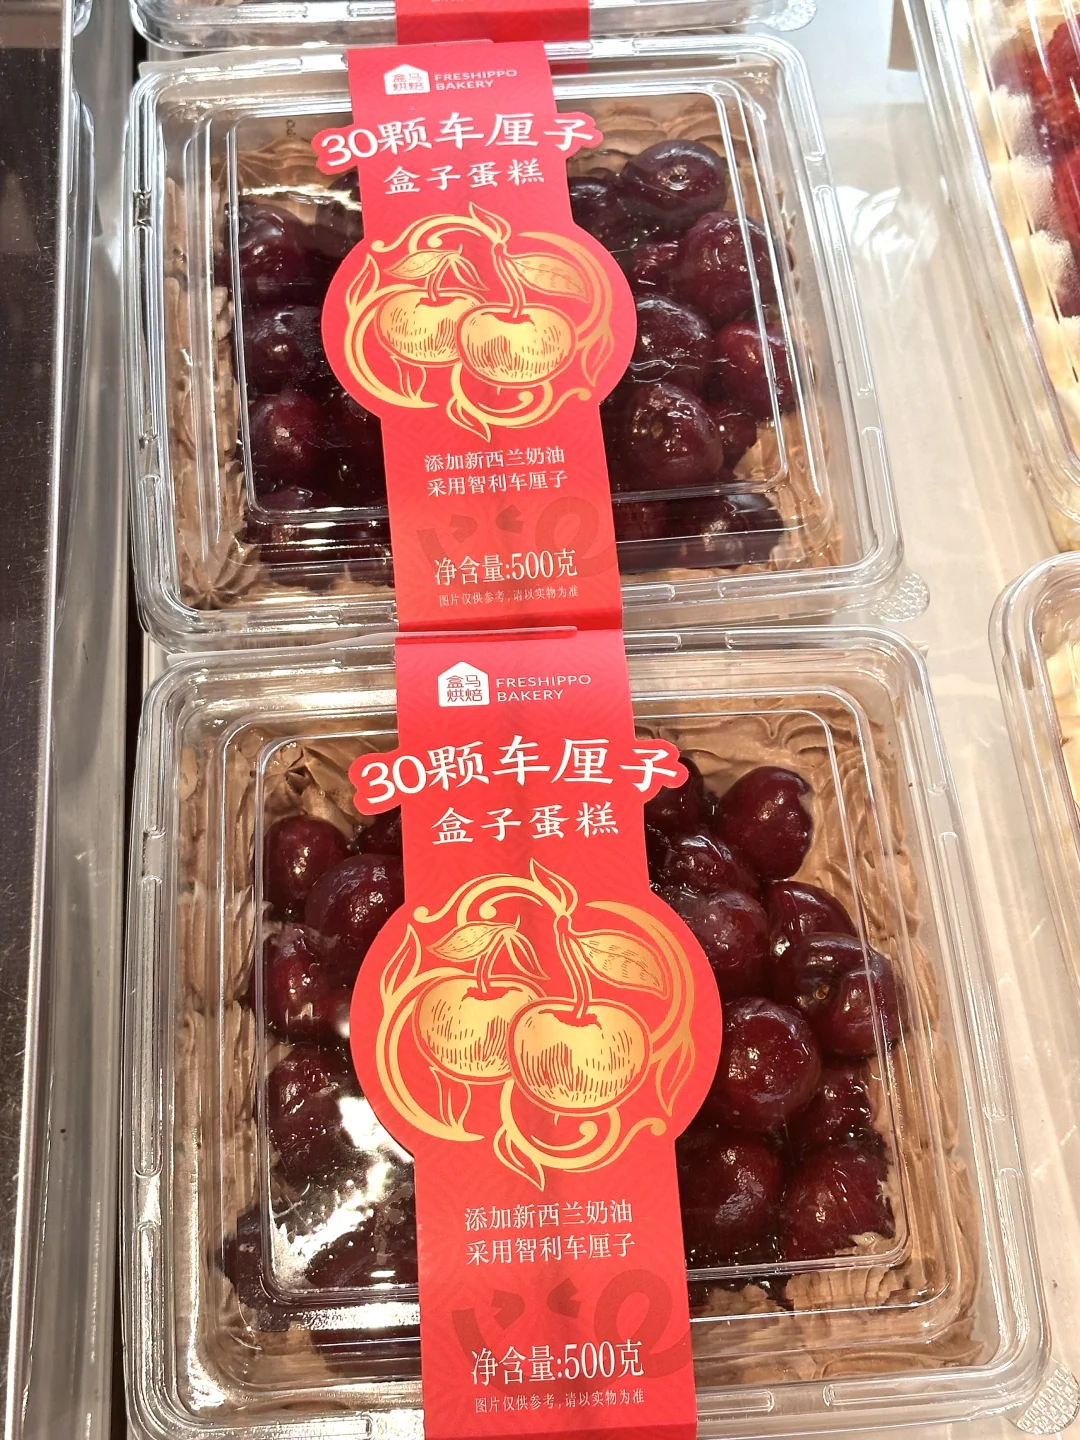 盒马
烘焙
FRESHIPPO
BAKERY
30颗车厘子
盒子蛋糕
添加新西兰奶油
采用智利车厘子
净含量:500克
图片仅供参考,请以实物为准
盒马
烘焙
FRESHIPPO
BAKERY
30颗车厘子
盒子蛋糕
添加新西兰奶油
采用智利车厘子
净含量:500克
图片仅供参考,请以实物为准